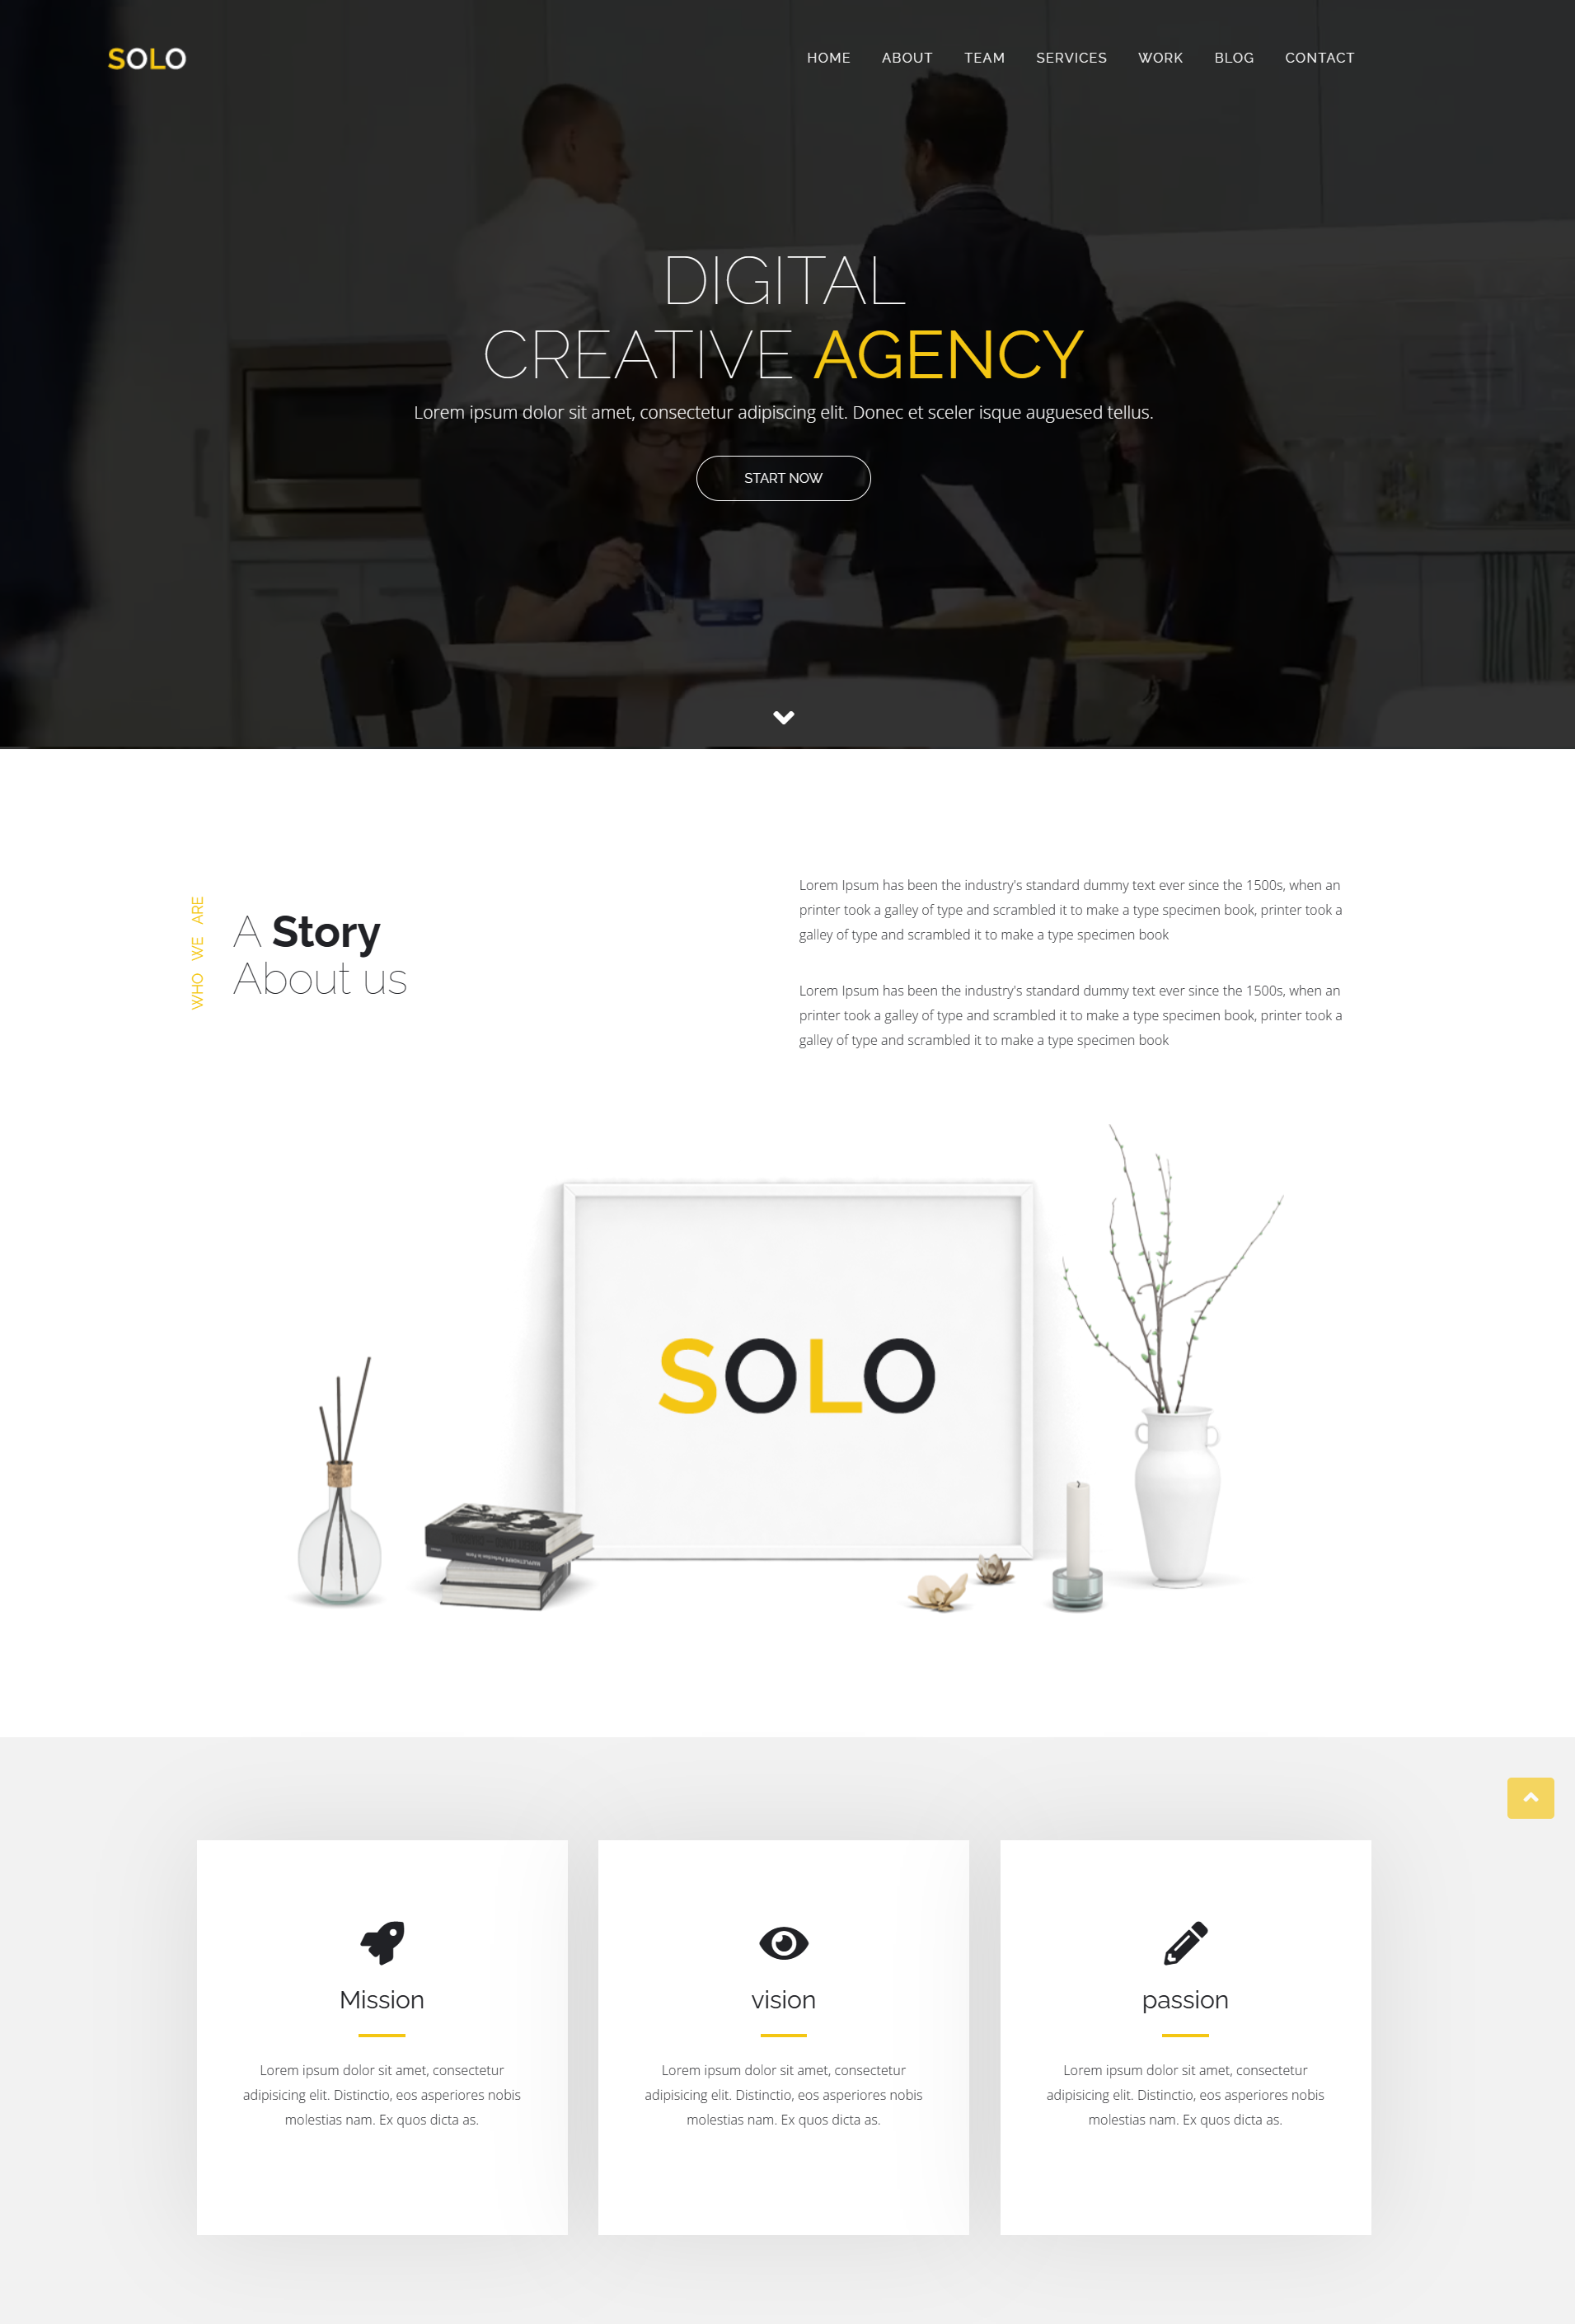 SOLO
HOME ABOUT TEAM SERVICES WORK BLOG CONTACT
DIGITAL
CREATIVE AGENCY
Lorem ipsum dolor sit amet, consectetur adipiscing elit. Donec et sceler isque auguesed tellus.
START NOW
WHO WE ARE
A Story
About us
Lorem Ipsum has been the industry's standard dummy text ever since the 1500s, when an
printer took a galley of type and scrambled it to make a type specimen book, printer took a
galley of type and scrambled it to make a type specimen book
Lorem Ipsum has been the industry's standard dummy text ever since the 1500s, when an
printer took a galley of type and scrambled it to make a type specimen book, printer took a
galley of type and scrambled it to make a type specimen book
SOLO
Mission
Lorem ipsum dolor sit amet, consectetur
adipisicing elit. Distinctio, eos asperiores nobis
molestias nam. Ex quos dicta as.
vision
Lorem ipsum dolor sit amet, consectetur
adipisicing elit. Distinctio, eos asperiores nobis
molestias nam. Ex quos dicta as.
passion
Lorem ipsum dolor sit amet, consectetur
adipisicing elit. Distinctio, eos asperiores nobis
molestias nam. Ex quos dicta as.